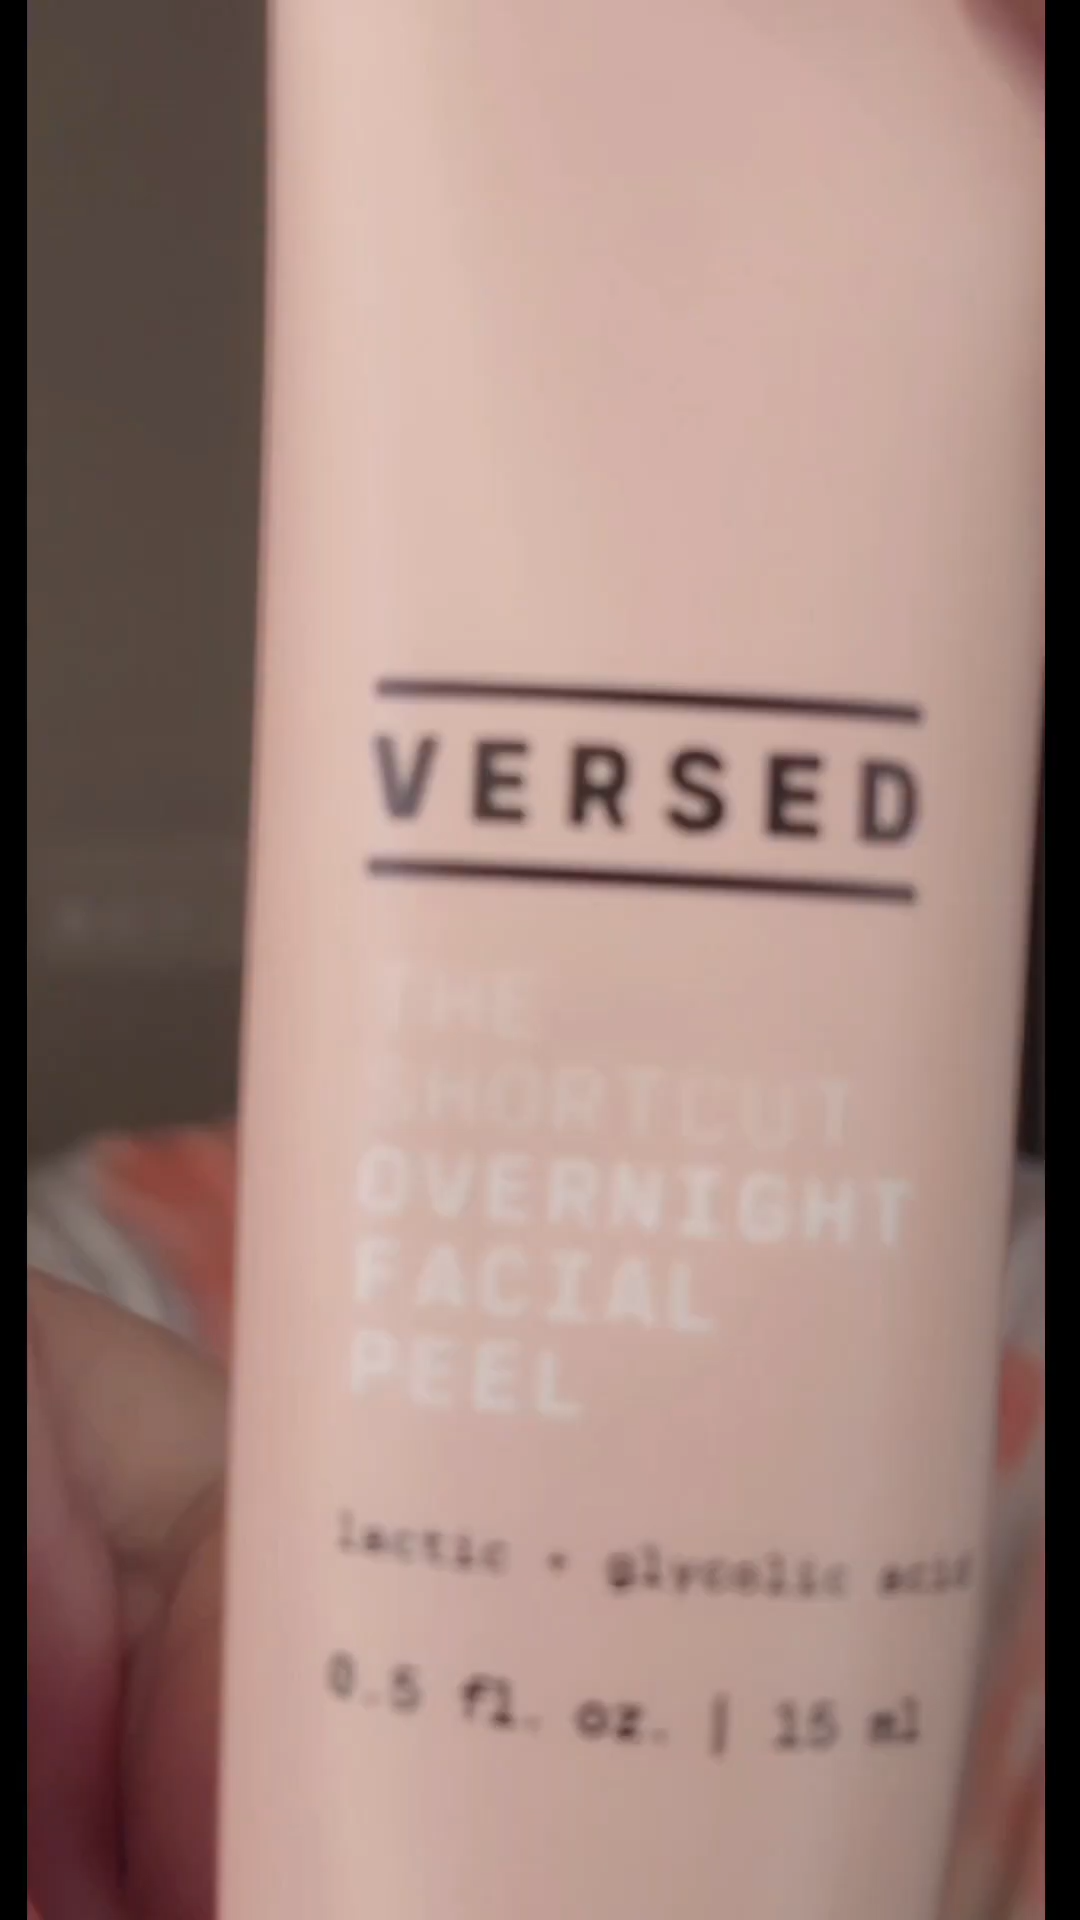 VERSED
THE
SHORTCUT
OVERNIGHT
FACIAL
PEEL
lactic + glycolic acid
0.5 fl. oz. | 15 ml